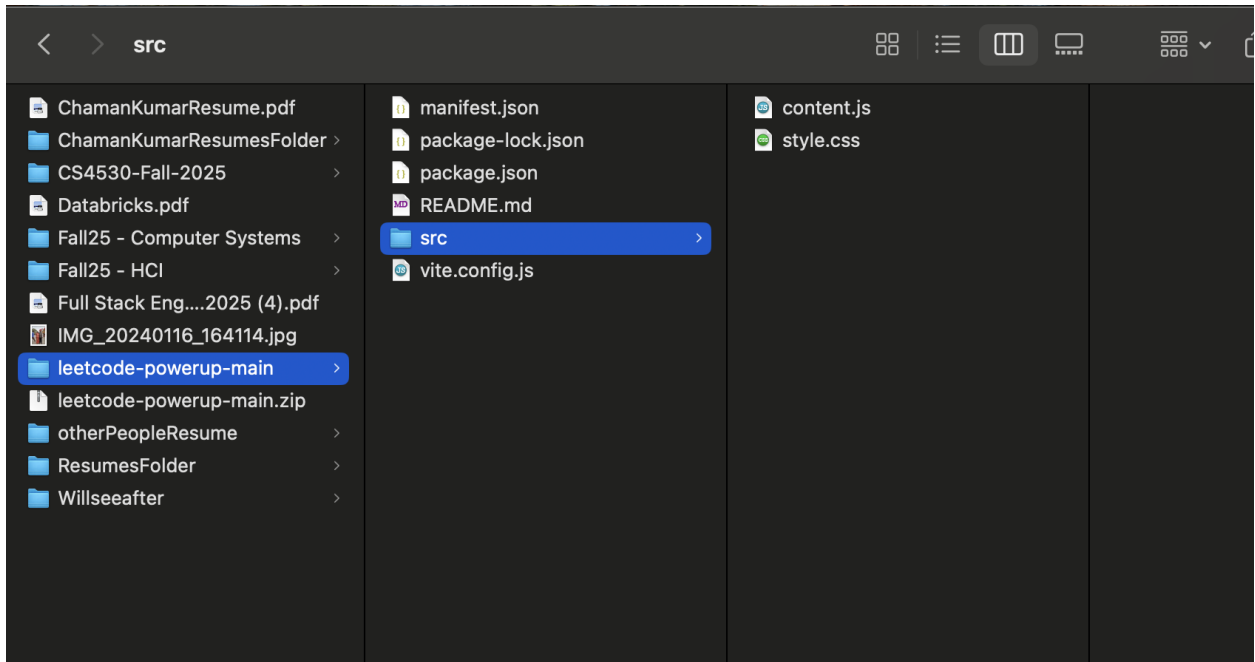 src
ChamanKumarResume.pdf
ChamanKumarResumesFolder
CS4530-Fall-2025
Databricks.pdf
Fall25 - Computer Systems
Fall25 - HCI
Full Stack Eng....2025 (4).pdf
IMG_20240116_164114.jpg
leetcode-powerup-main
leetcode-powerup-main.zip
otherPeopleResume
ResumesFolder
Willseeafter
manifest.json
package-lock.json
package.json
README.md
src
vite.config.js
content.js
style.css